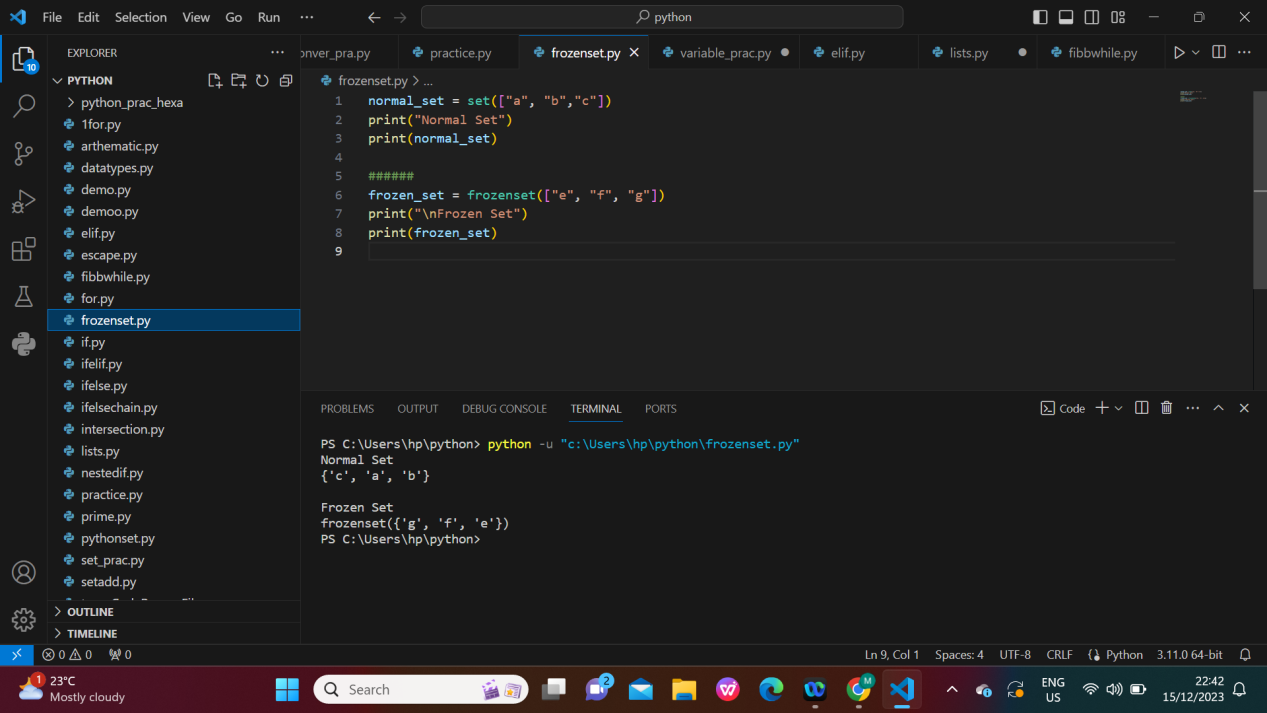 File Edit Selection View Go Run ···
python
EXPLORER ···
10
PYTHON
python_prac_hexa
1for.py
arthematic.py
datatypes.py
demo.py
demoo.py
elif.py
escape.py
fibbwhile.py
for.py
frozenset.py
if.py
ifelif.py
ifelse.py
ifelsechain.py
intersection.py
lists.py
nestedif.py
practice.py
prime.py
pythonset.py
set_prac.py
setadd.py
OUTLINE
TIMELINE
onver_pra.py practice.py frozenset.py variable_prac.py elif.py lists.py fibbwhile.py
frozenset.py > ...
1 normal_set = set(["a", "b","c"])
2 print("Normal Set")
3 print(normal_set)
4
5 ######
6 frozen_set = frozenset(["e", "f", "g"])
7 print("\nFrozen Set")
8 print(frozen_set)
9
PROBLEMS OUTPUT DEBUG CONSOLE TERMINAL PORTS
Code
PS C:\Users\hp\python> python -u "c:\Users\hp\python\frozenset.py"
Normal Set
{'c', 'a', 'b'}
Frozen Set
frozenset({'g', 'f', 'e'})
PS C:\Users\hp\python>
0 0 0
Ln 9, Col 1 Spaces: 4 UTF-8 CRLF Python 3.11.0 64-bit
1
23°C
Mostly cloudy
Search
2
M
ENG
US
22:42
15/12/2023